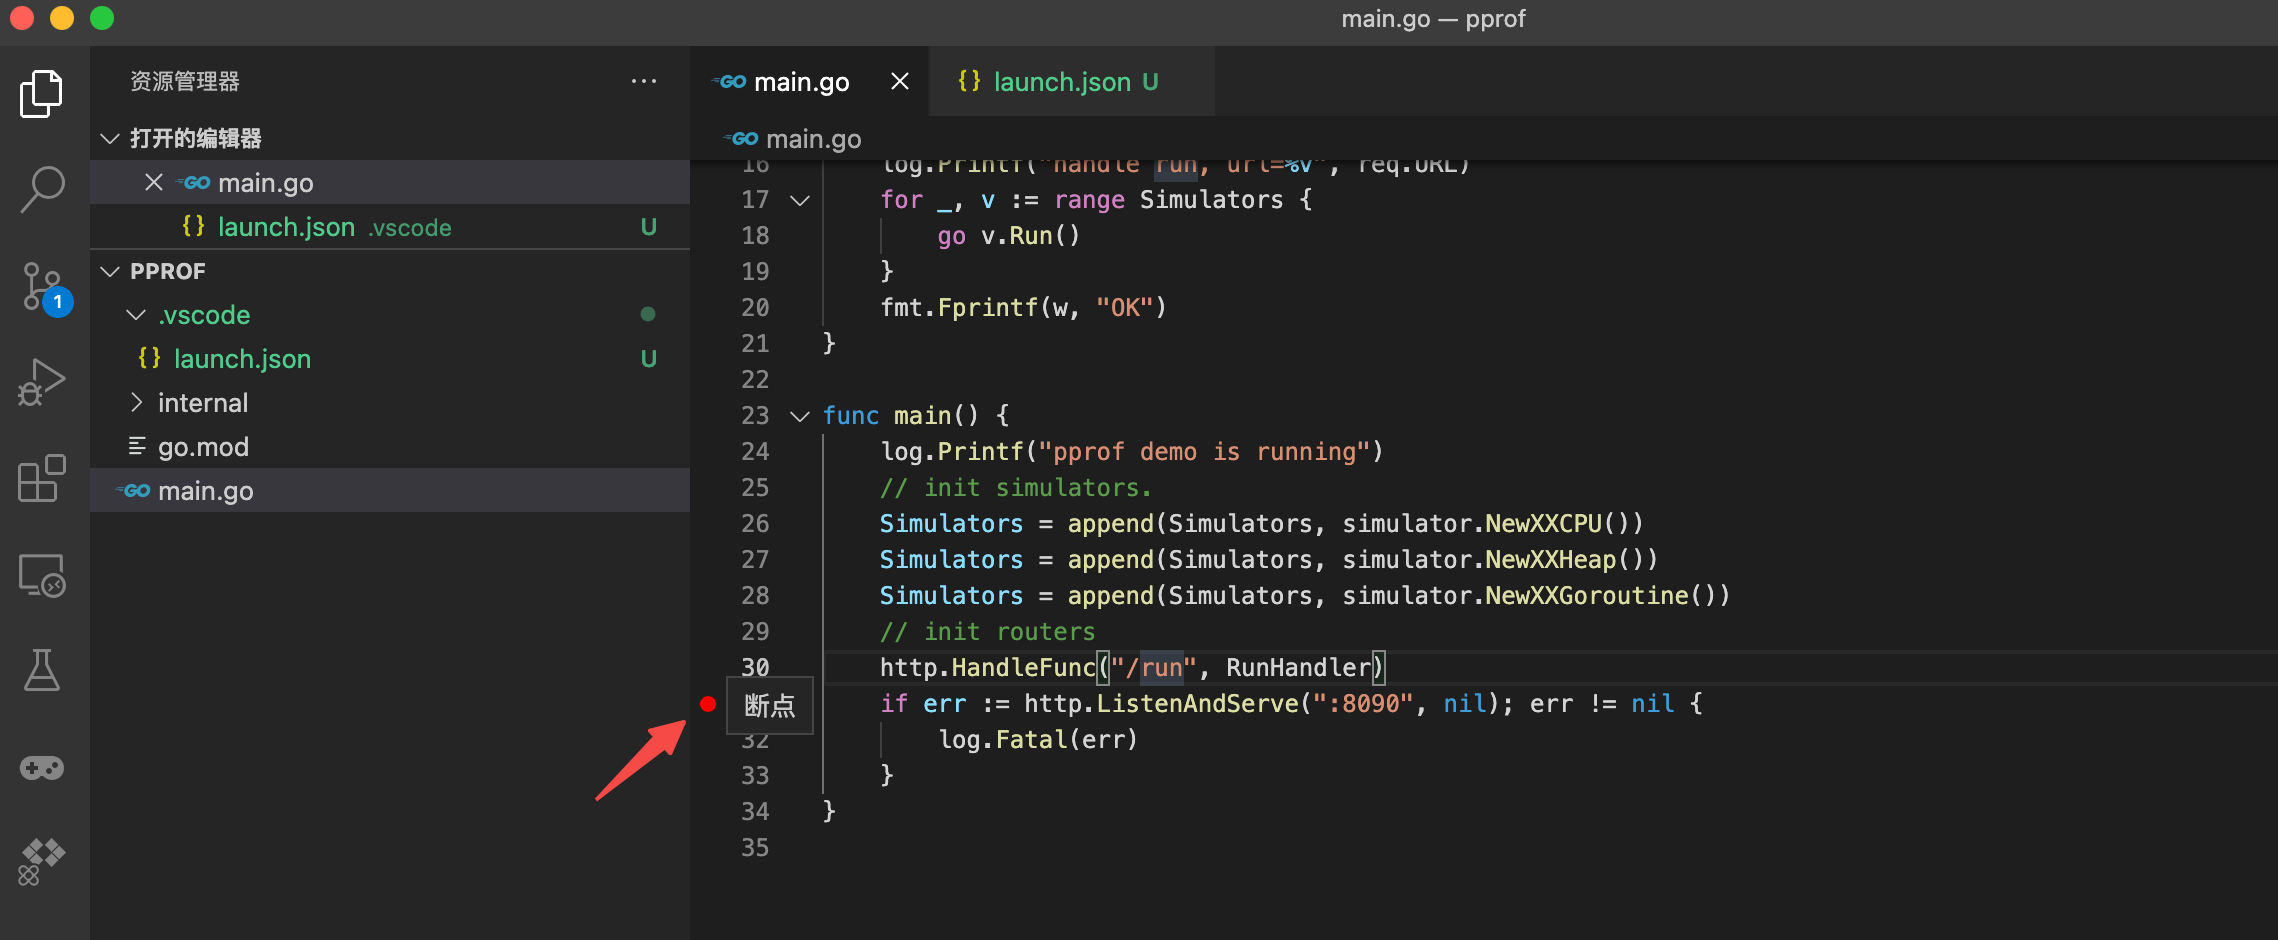 main.go — pprof
资源管理器
打开的编辑器
main.go
launch.json .vscode U
PPROF
.vscode
launch.json U
internal
go.mod
main.go
1
main.go
launch.json U
main.go
16 log.Printf("handle run, url=%v", req.URL)
17 for _, v := range Simulators {
18 go v.Run()
19 }
20 fmt.Fprintf(w, "OK")
21 }
22
23 func main() {
24 log.Printf("pprof demo is running")
25 // init simulators.
26 Simulators = append(Simulators, simulator.NewXXCPU())
27 Simulators = append(Simulators, simulator.NewXXHeap())
28 Simulators = append(Simulators, simulator.NewXXGoroutine())
29 // init routers
30 http.HandleFunc("/run", RunHandler)
断点 if err := http.ListenAndServe(":8090", nil); err != nil {
32 log.Fatal(err)
33 }
34 }
35